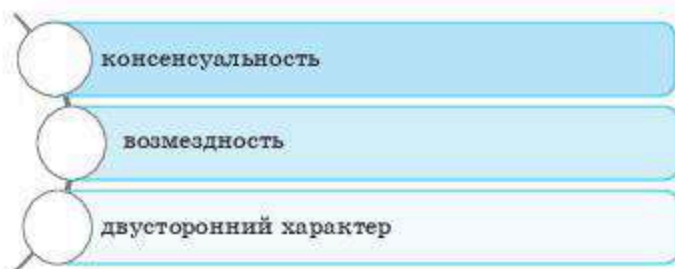 консенсуальность
возмездность
двусторонний характер